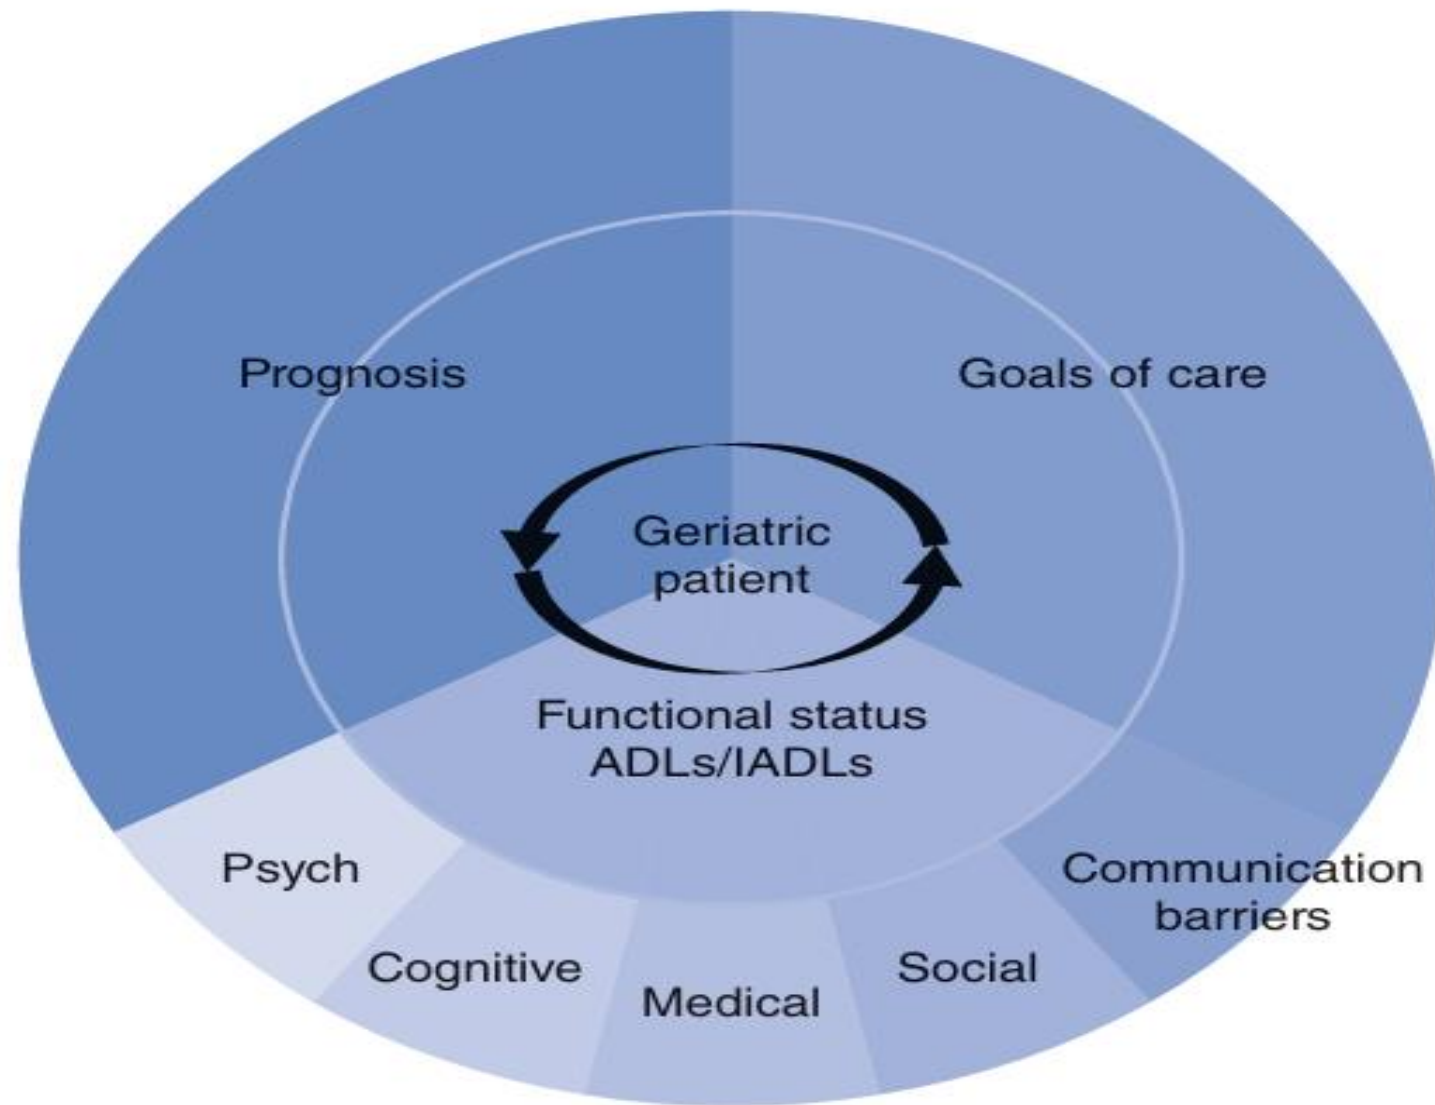 Prognosis
Goals of care
Geriatric
patient
Functional status
ADLs/IADLs
Psych
Cognitive
Medical
Social
Communication
barriers